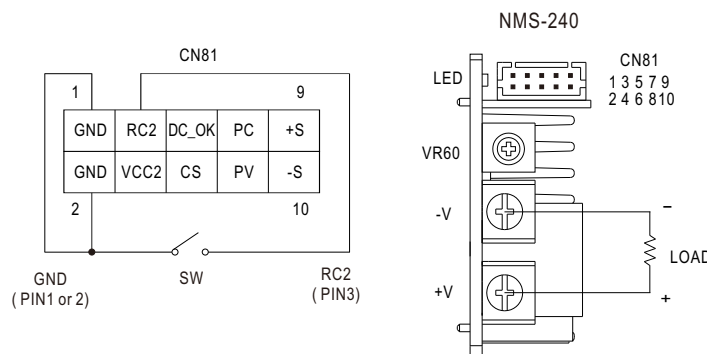 NMS-240
CN81
1 9
GND RC2 DC_OK PC +S
GND VCC2 CS PV -S
2 10
SW
GND
( PIN1 or 2)
RC2
( PIN3)
LED
CN81
1 3 5 7 9
2 4 6 8 10
VR60
-V
+V
−
LOAD
+